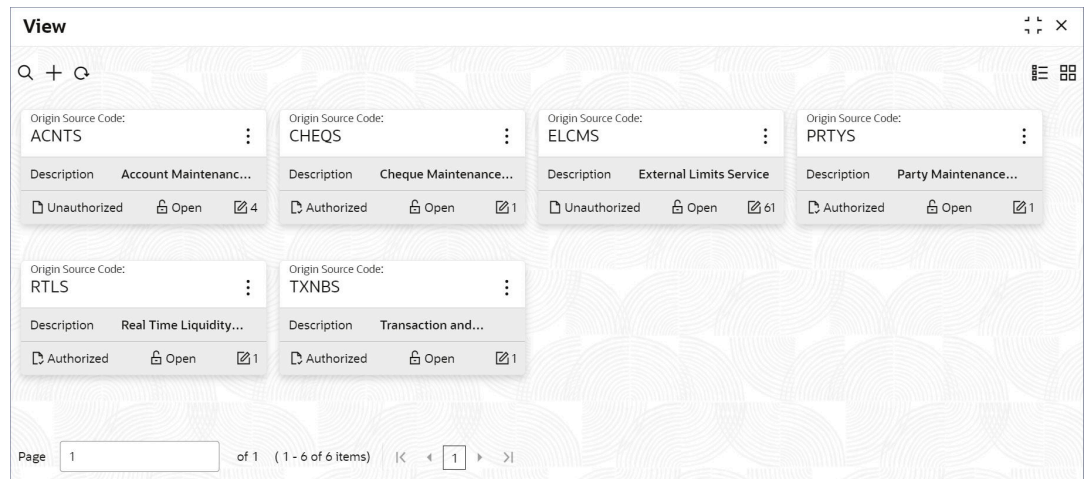 View
Origin Source Code:
ACNTS
Description Account Maintenanc...
Unauthorized Open 4
Origin Source Code:
CHEQS
Description Cheque Maintenance...
Authorized Open 1
Origin Source Code:
ELCMS
Description External Limits Service
Unauthorized Open 61
Origin Source Code:
PRTYS
Description Party Maintenance...
Authorized Open 1
Origin Source Code:
RTLS
Description Real Time Liquidity...
Authorized Open 1
Origin Source Code:
TXNBS
Description Transaction and...
Authorized Open 1
Page 1 of 1 (1 - 6 of 6 items) 1